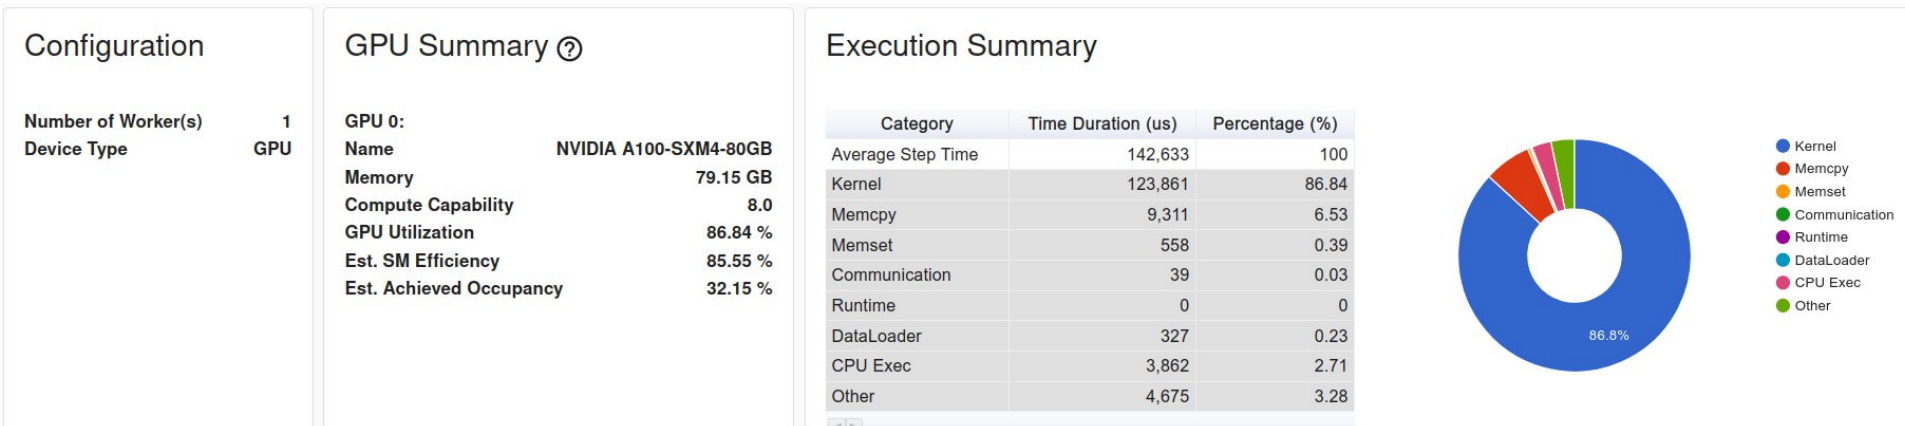 Configuration
Number of Worker(s) 1
Device Type GPU
GPU Summary ?
GPU 0:
Name NVIDIA A100-SXM4-80GB
Memory 79.15 GB
Compute Capability 8.0
GPU Utilization 86.84 %
Est. SM Efficiency 85.55 %
Est. Achieved Occupancy 32.15 %
Execution Summary
Category Time Duration (us) Percentage (%)
Average Step Time 142,633 100
Kernel 123,861 86.84
Memcpy 9,311 6.53
Memset 558 0.39
Communication 39 0.03
Runtime 0 0
DataLoader 327 0.23
CPU Exec 3,862 2.71
Other 4,675 3.28
86.8%
Kernel
Memcpy
Memset
Communication
Runtime
DataLoader
CPU Exec
Other